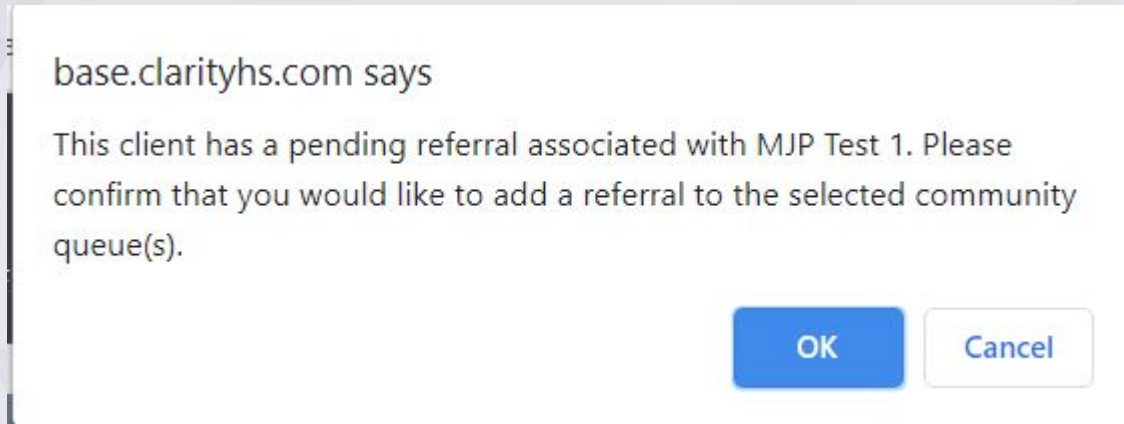 base.clarityhs.com says
This client has a pending referral associated with MJP Test 1. Please
confirm that you would like to add a referral to the selected community
queue(s).
OK Cancel